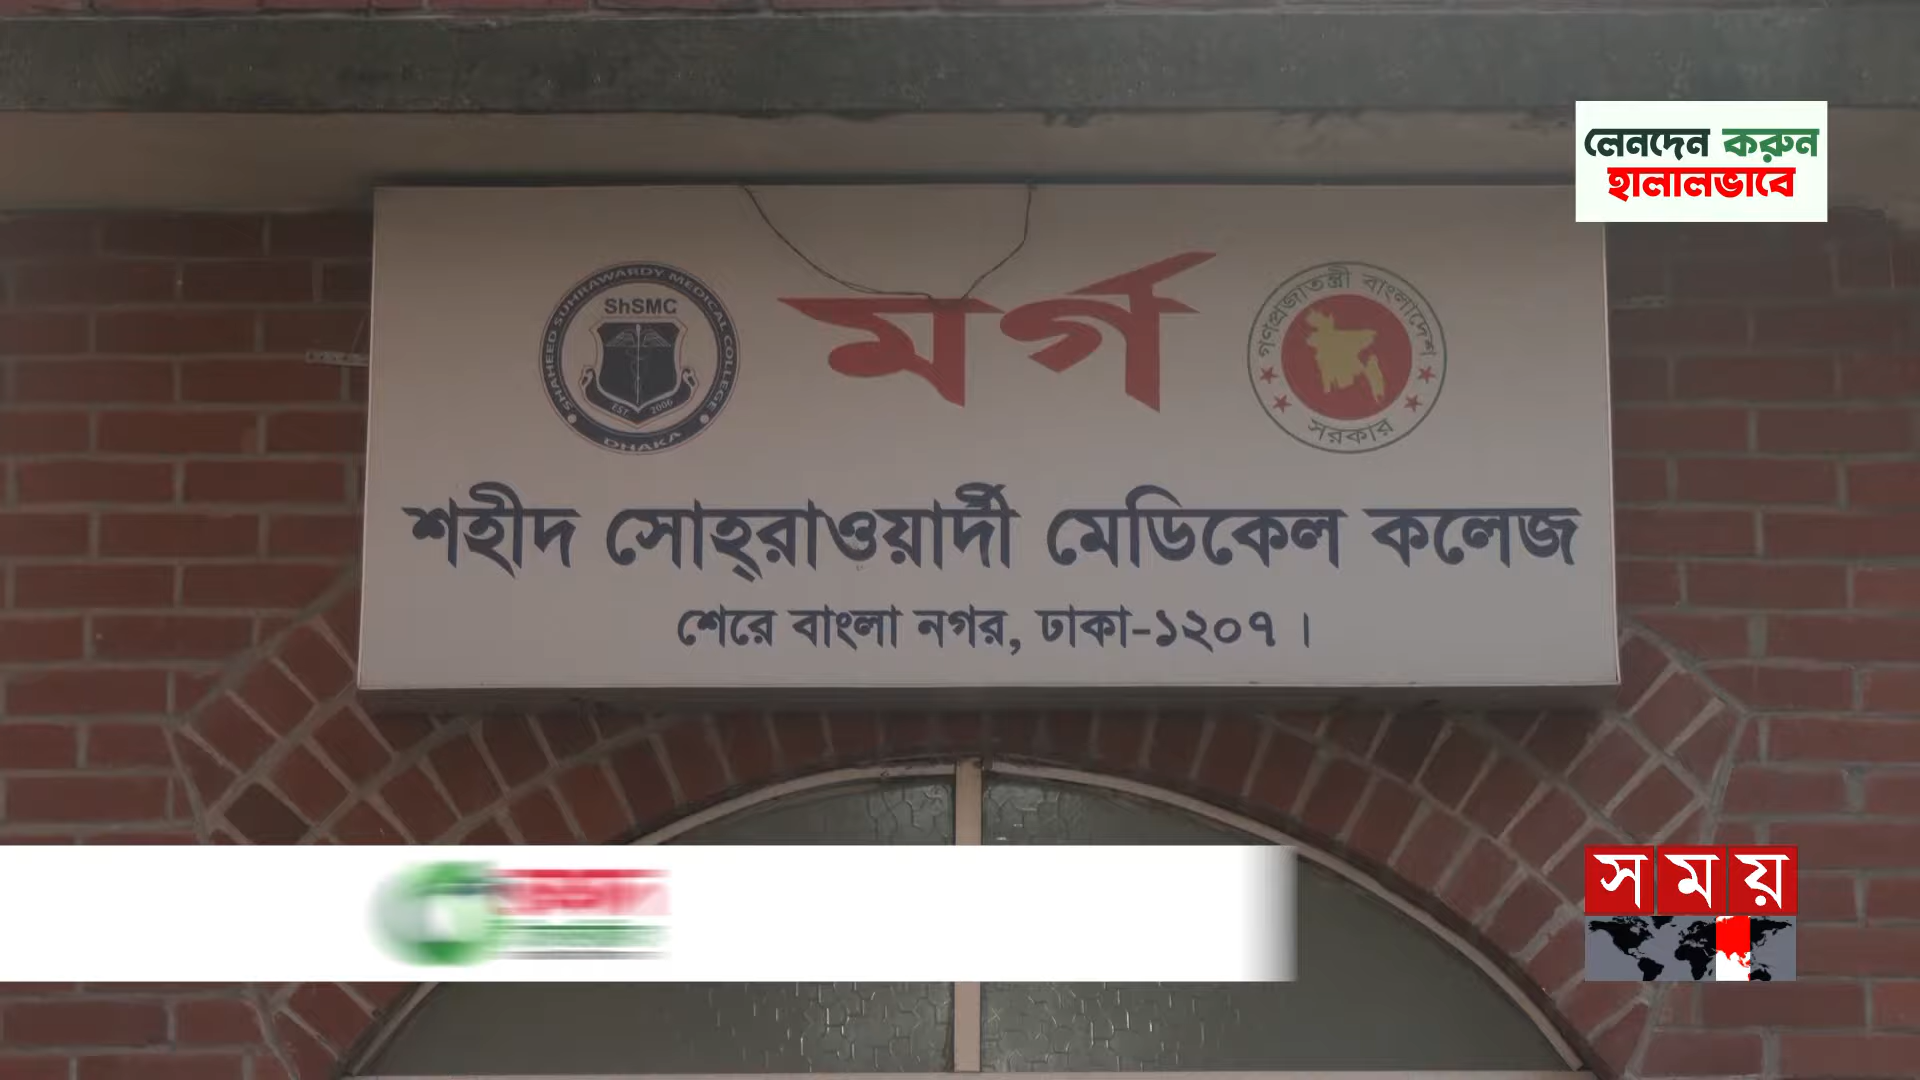 লেনদেন করুন
হালালভাবে
মর্গ
SHAHEED SUHRAWARDY MEDICAL COLLEGE
ShSMC
EST. 2006
DHAKA
গণপ্রজাতন্ত্রী বাংলাদেশ
সরকার
শহীদ সোহ্‌রাওয়ার্দী মেডিকেল কলেজ
শেরে বাংলা নগর, ঢাকা-১২০৭।
সময়